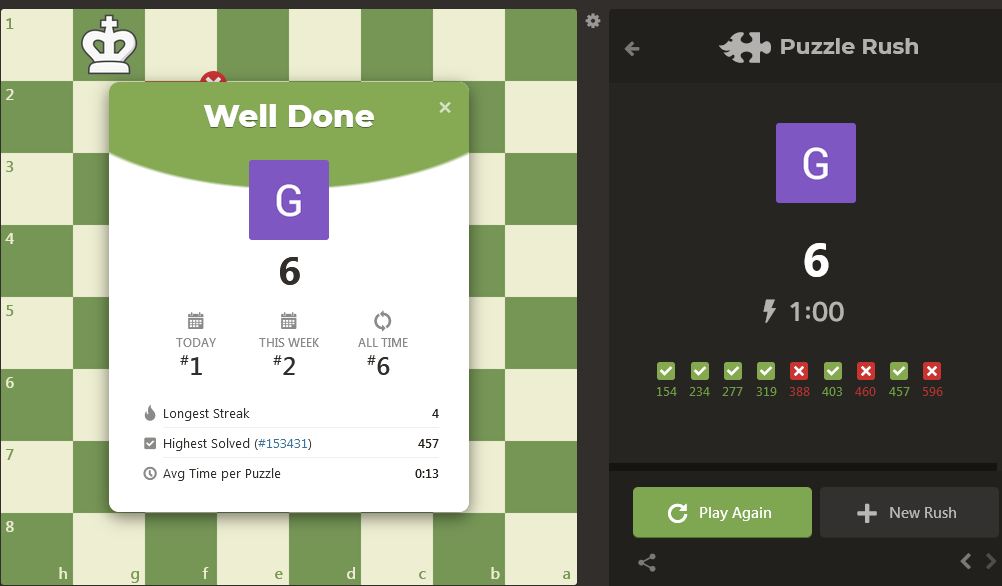 1
2
3
4
5
6
7
8
h g f e d c b a
Well Done
×
G
6
TODAY THIS WEEK ALL TIME
#1 #2 #6
Longest Streak 4
Highest Solved (#153431) 457
Avg Time per Puzzle 0:13
Puzzle Rush
G
6
1:00
154 234 277 319 388 403 460 457 596
Play Again New Rush